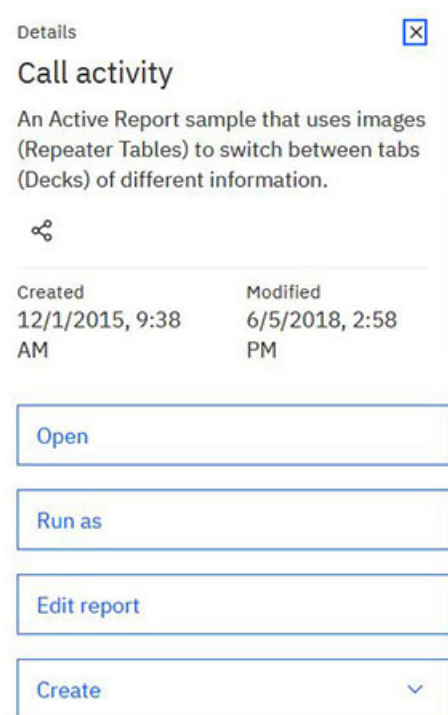 Details
Call activity
An Active Report sample that uses images
(Repeater Tables) to switch between tabs
(Decks) of different information.
Created
Modified
12/1/2015, 9:38
6/5/2018, 2:58
AM
PM
Open
Run as
Edit report
Create